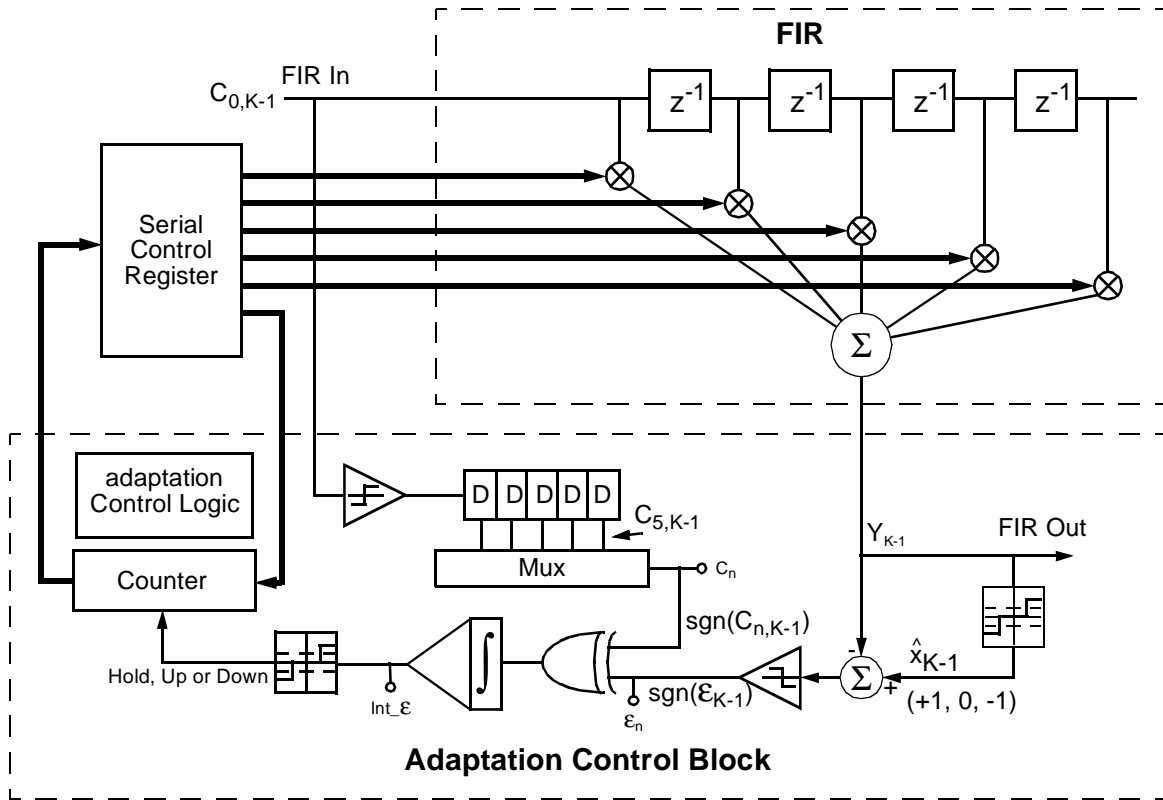 FIR
FIR In
C0,K-1
z-1
z-1
z-1
z-1
Serial
Control
Register
Σ
adaptation
Control Logic
D D D D D
C5,K-1
YK-1
FIR Out
Counter
Mux
Cn
sgn(Cn,K-1)
-
x̂K-1
Hold, Up or Down
∫
Σ
+
Int_ε
sgn(εK-1)
(+1, 0, -1)
εn
Adaptation Control Block